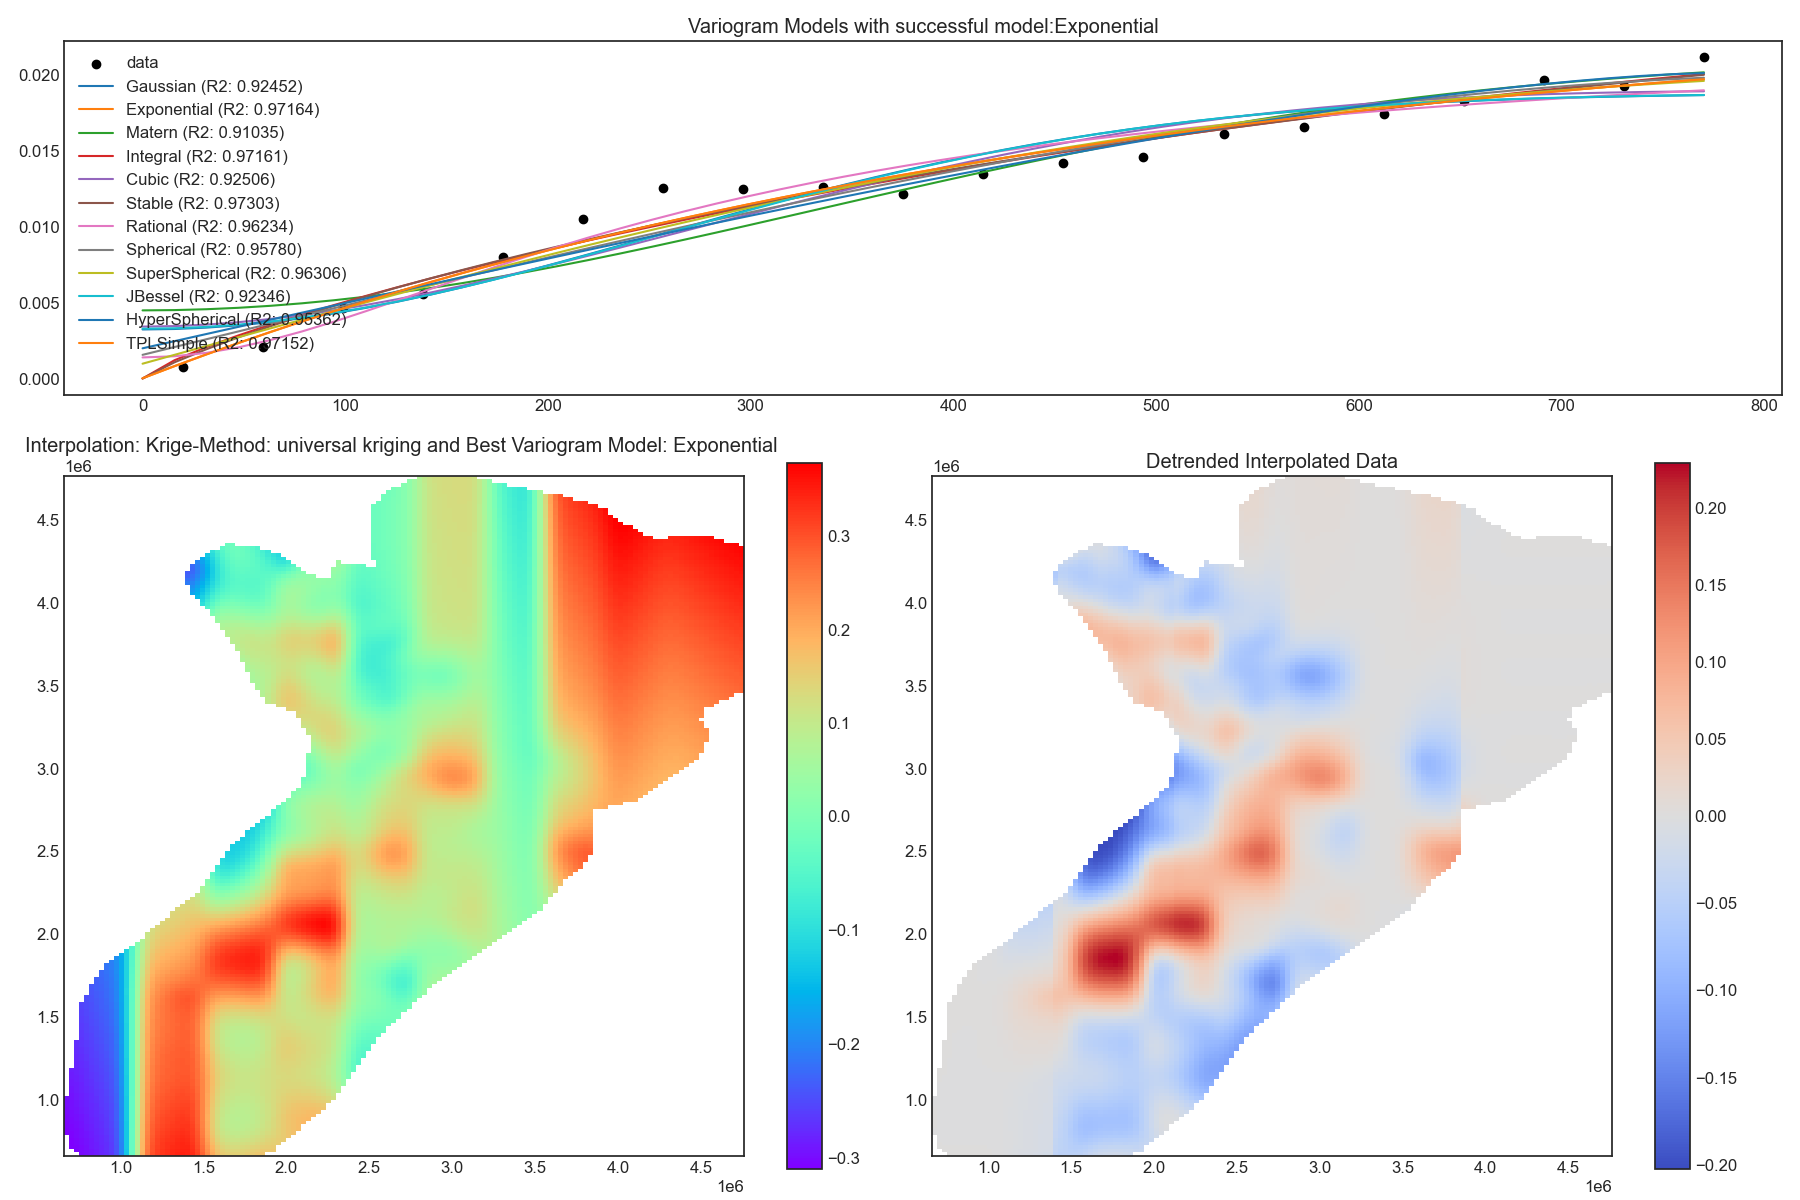 Variogram Models with successful model:Exponential
data
Gaussian (R2: 0.92452)
Exponential (R2: 0.97164)
Matern (R2: 0.91035)
Integral (R2: 0.97161)
Cubic (R2: 0.92506)
Stable (R2: 0.97303)
Rational (R2: 0.96234)
Spherical (R2: 0.95780)
SuperSpherical (R2: 0.96306)
JBessel (R2: 0.92346)
HyperSpherical (R2: 0.95362)
TPLSimple (R2: 0.97152)
0.020
0.015
0.010
0.005
0.000
0 100 200 300 400 500 600 700 800
Interpolation: Krige-Method: universal kriging and Best Variogram Model: Exponential
1e6
4.5
4.0
3.5
3.0
2.5
2.0
1.5
1.0
1.0 1.5 2.0 2.5 3.0 3.5 4.0 4.5
1e6
0.3
0.2
0.1
0.0
−0.1
−0.2
−0.3
Detrended Interpolated Data
1e6
4.5
4.0
3.5
3.0
2.5
2.0
1.5
1.0
1.0 1.5 2.0 2.5 3.0 3.5 4.0 4.5
1e6
0.20
0.15
0.10
0.05
0.00
−0.05
−0.10
−0.15
−0.20